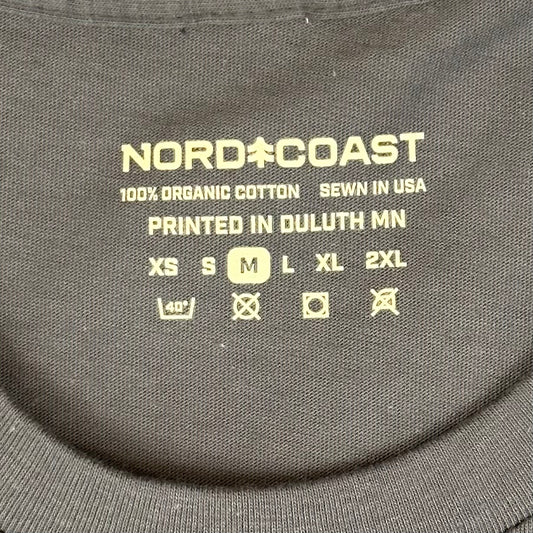 NORD COAST
100% ORGANIC COTTON SEWN IN USA
PRINTED IN DULUTH MN
XS S M L XL 2XL
40°